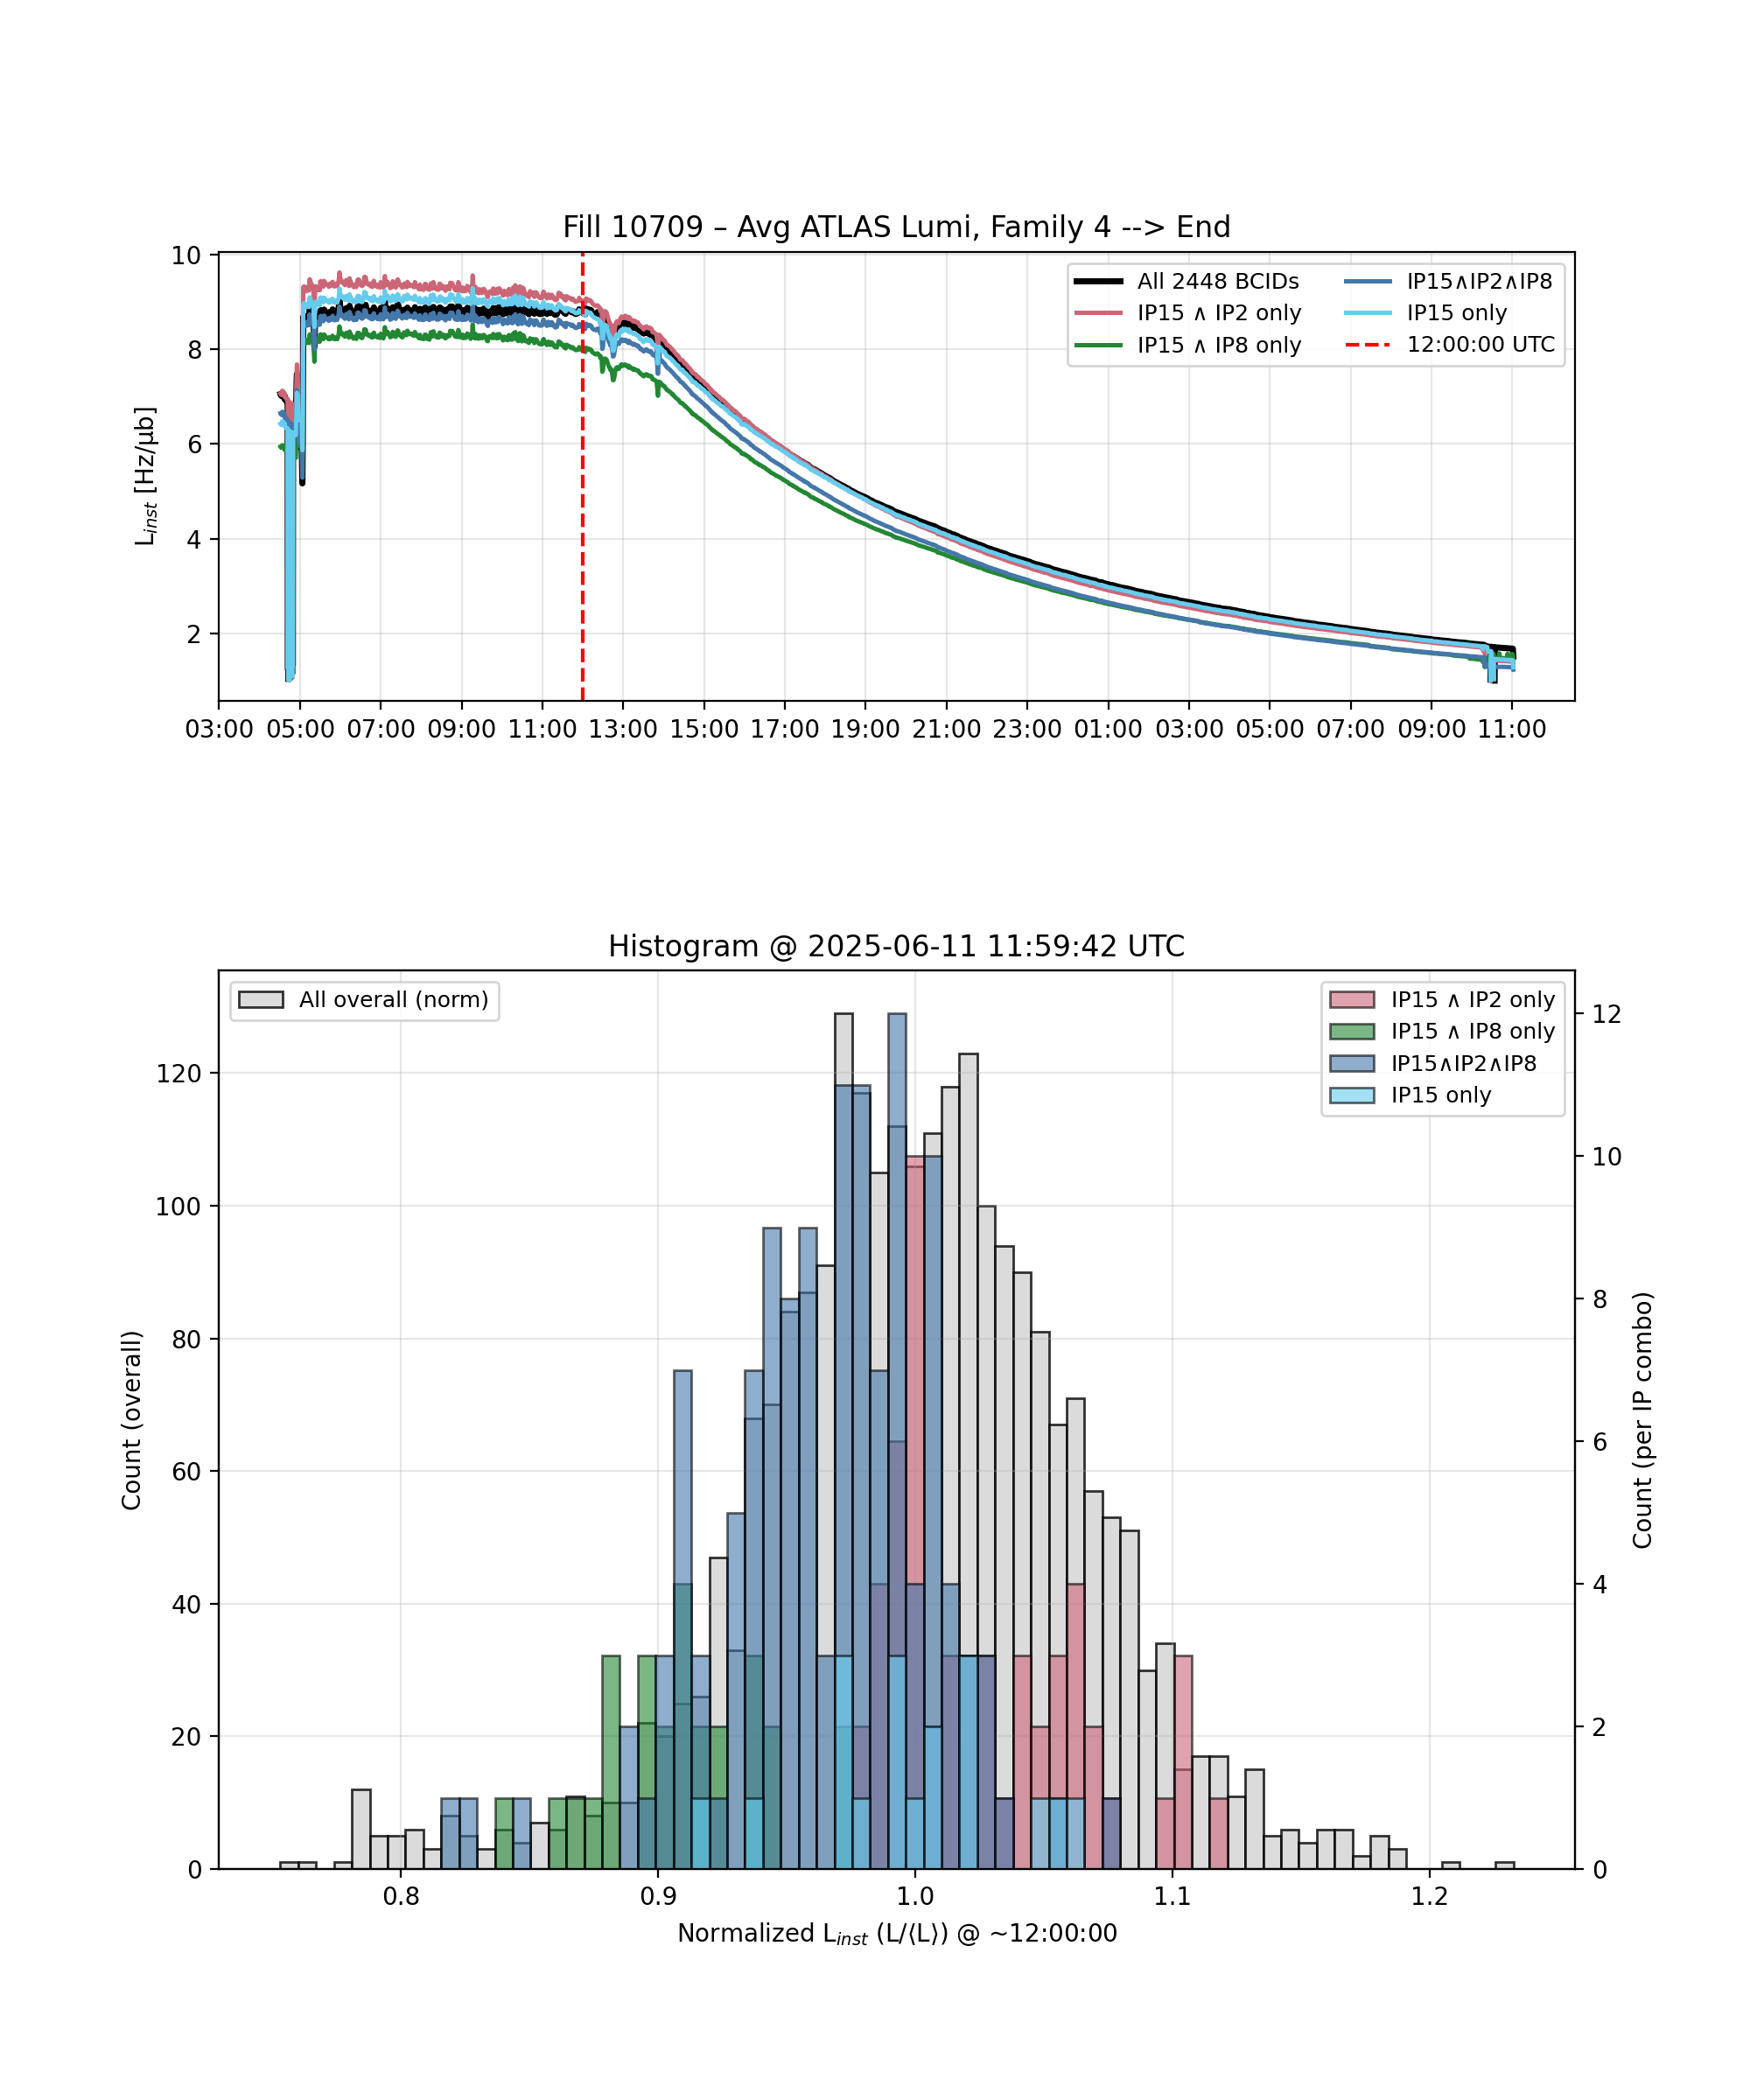 Fill 10709 – Avg ATLAS Lumi, Family 4 --> End
L_inst [Hz/μb]
10
8
6
4
2
All 2448 BCIDs
IP15 ∧ IP2 only
IP15 ∧ IP8 only
IP15∧IP2∧IP8
IP15 only
12:00:00 UTC
03:00 05:00 07:00 09:00 11:00 13:00 15:00 17:00 19:00 21:00 23:00 01:00 03:00 05:00 07:00 09:00 11:00
Histogram @ 2025-06-11 11:59:42 UTC
All overall (norm)
IP15 ∧ IP2 only
IP15 ∧ IP8 only
IP15∧IP2∧IP8
IP15 only
Count (overall)
120
100
80
60
40
20
0
Count (per IP combo)
12
10
8
6
4
2
0
0.8 0.9 1.0 1.1 1.2
Normalized L_inst (L/⟨L⟩) @ ~12:00:00